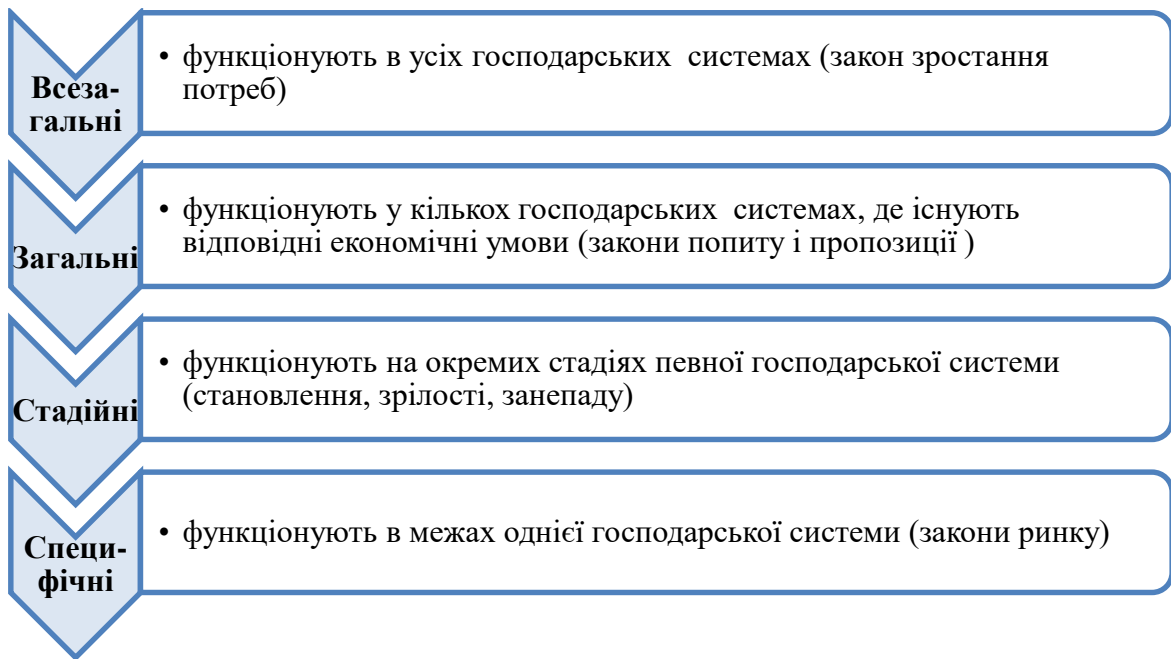 Всеза-
гальні
• функціонують в усіх господарських системах (закон зростання
потреб)
Загальні
• функціонують у кількох господарських системах, де існують
відповідні економічні умови (закони попиту і пропозиції )
Стадійні
• функціонують на окремих стадіях певної господарської системи
(становлення, зрілості, занепаду)
Специ-
фічні
• функціонують в межах однієї господарської системи (закони ринку)